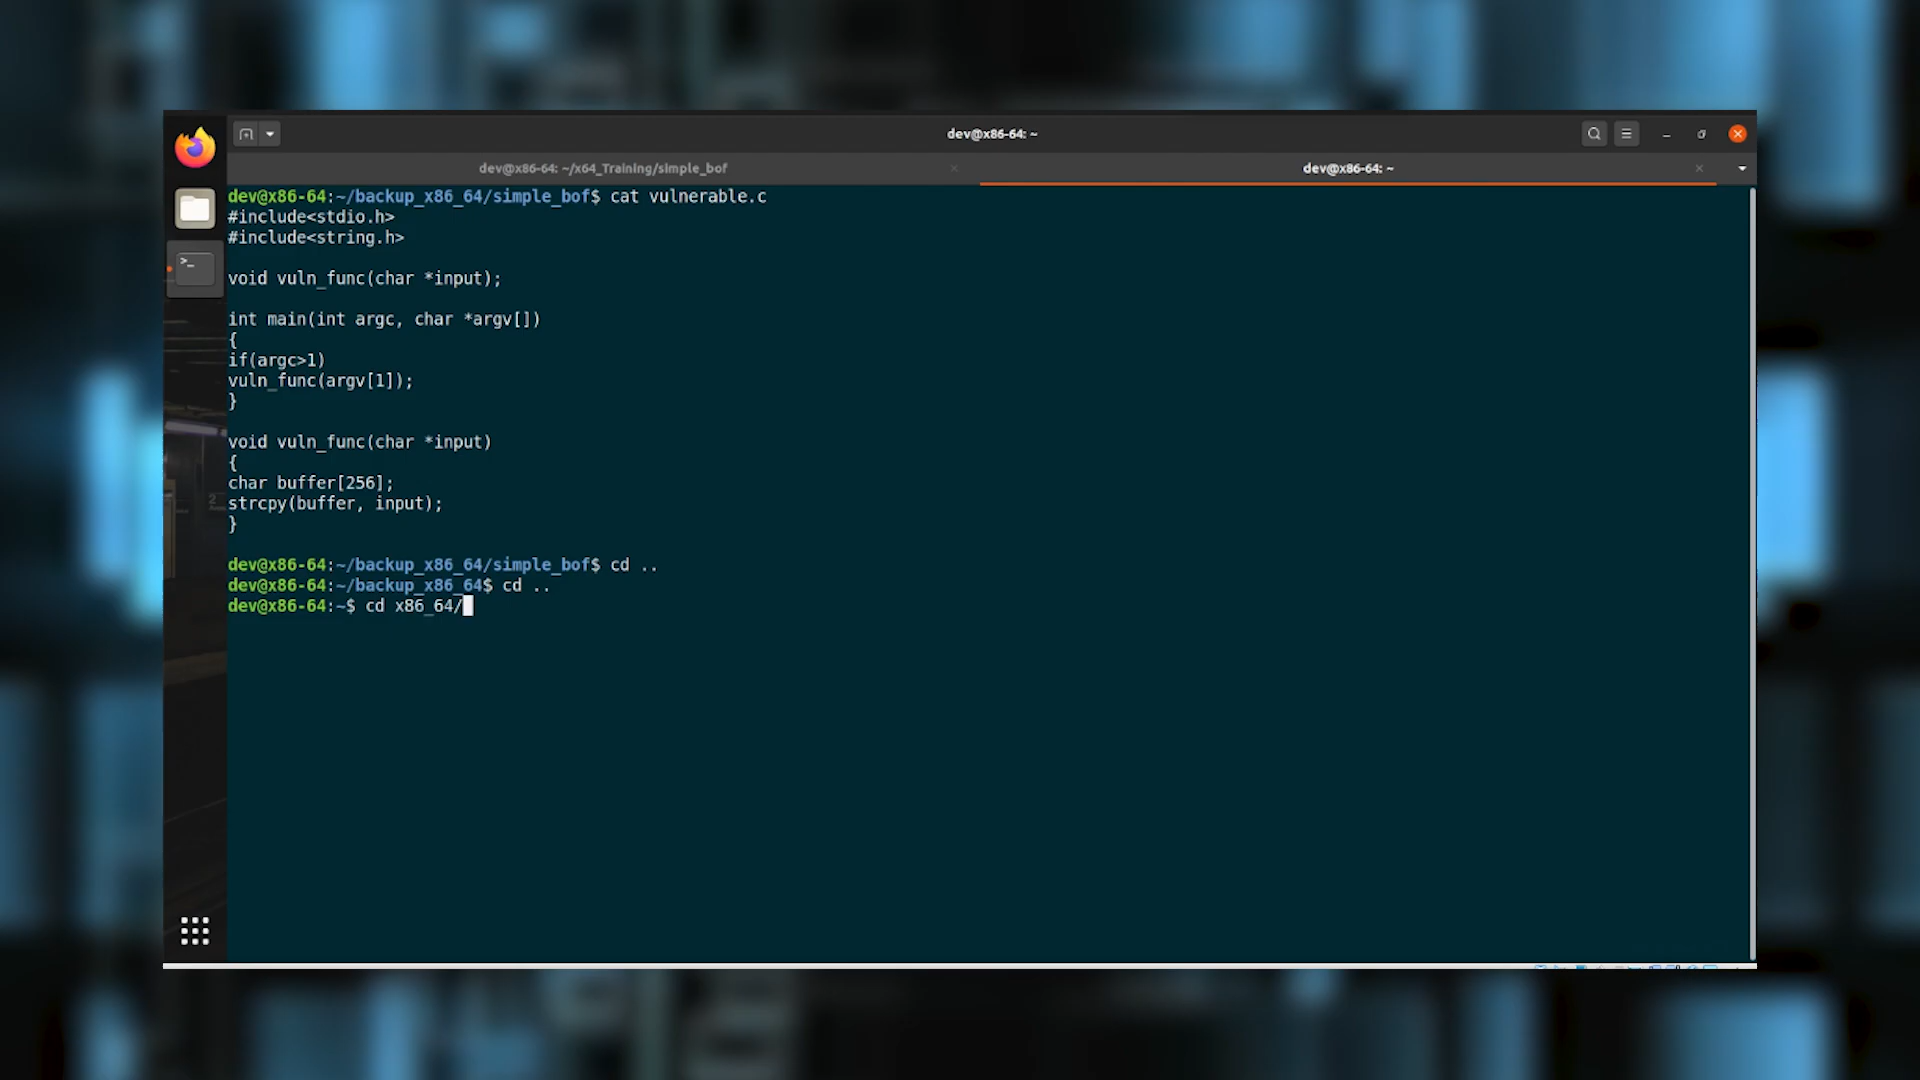 dev@x86-64: ~
dev@x86-64: ~/x64_Training/simple_bof
dev@x86-64: ~
dev@x86-64:~/backup_x86_64/simple_bof$ cat vulnerable.c
#include<stdio.h>
#include<string.h>
void vuln_func(char *input);
int main(int argc, char *argv[])
{
if(argc>1)
vuln_func(argv[1]);
}
void vuln_func(char *input)
{
char buffer[256];
strcpy(buffer, input);
}
dev@x86-64:~/backup_x86_64/simple_bof$ cd ..
dev@x86-64:~/backup_x86_64$ cd ..
dev@x86-64:~$ cd x86_64/